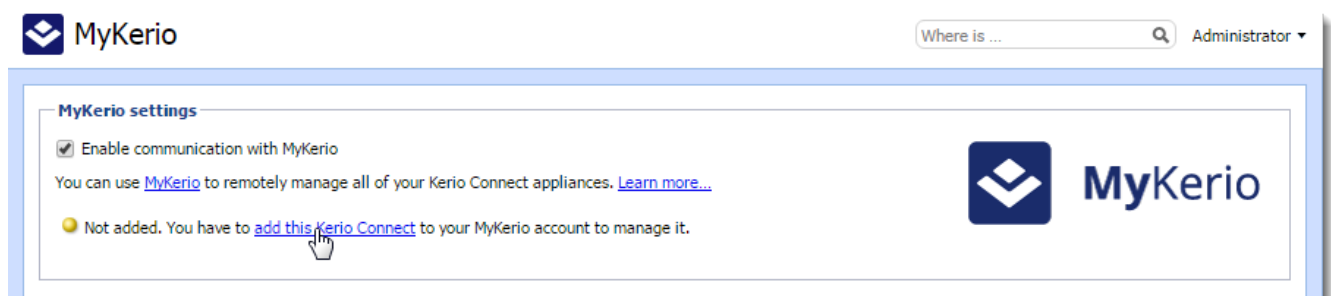 MyKerio
Where is ...
Administrator
MyKerio settings
Enable communication with MyKerio
You can use MyKerio to remotely manage all of your Kerio Connect appliances. Learn more...
MyKerio
Not added. You have to add this Kerio Connect to your MyKerio account to manage it.